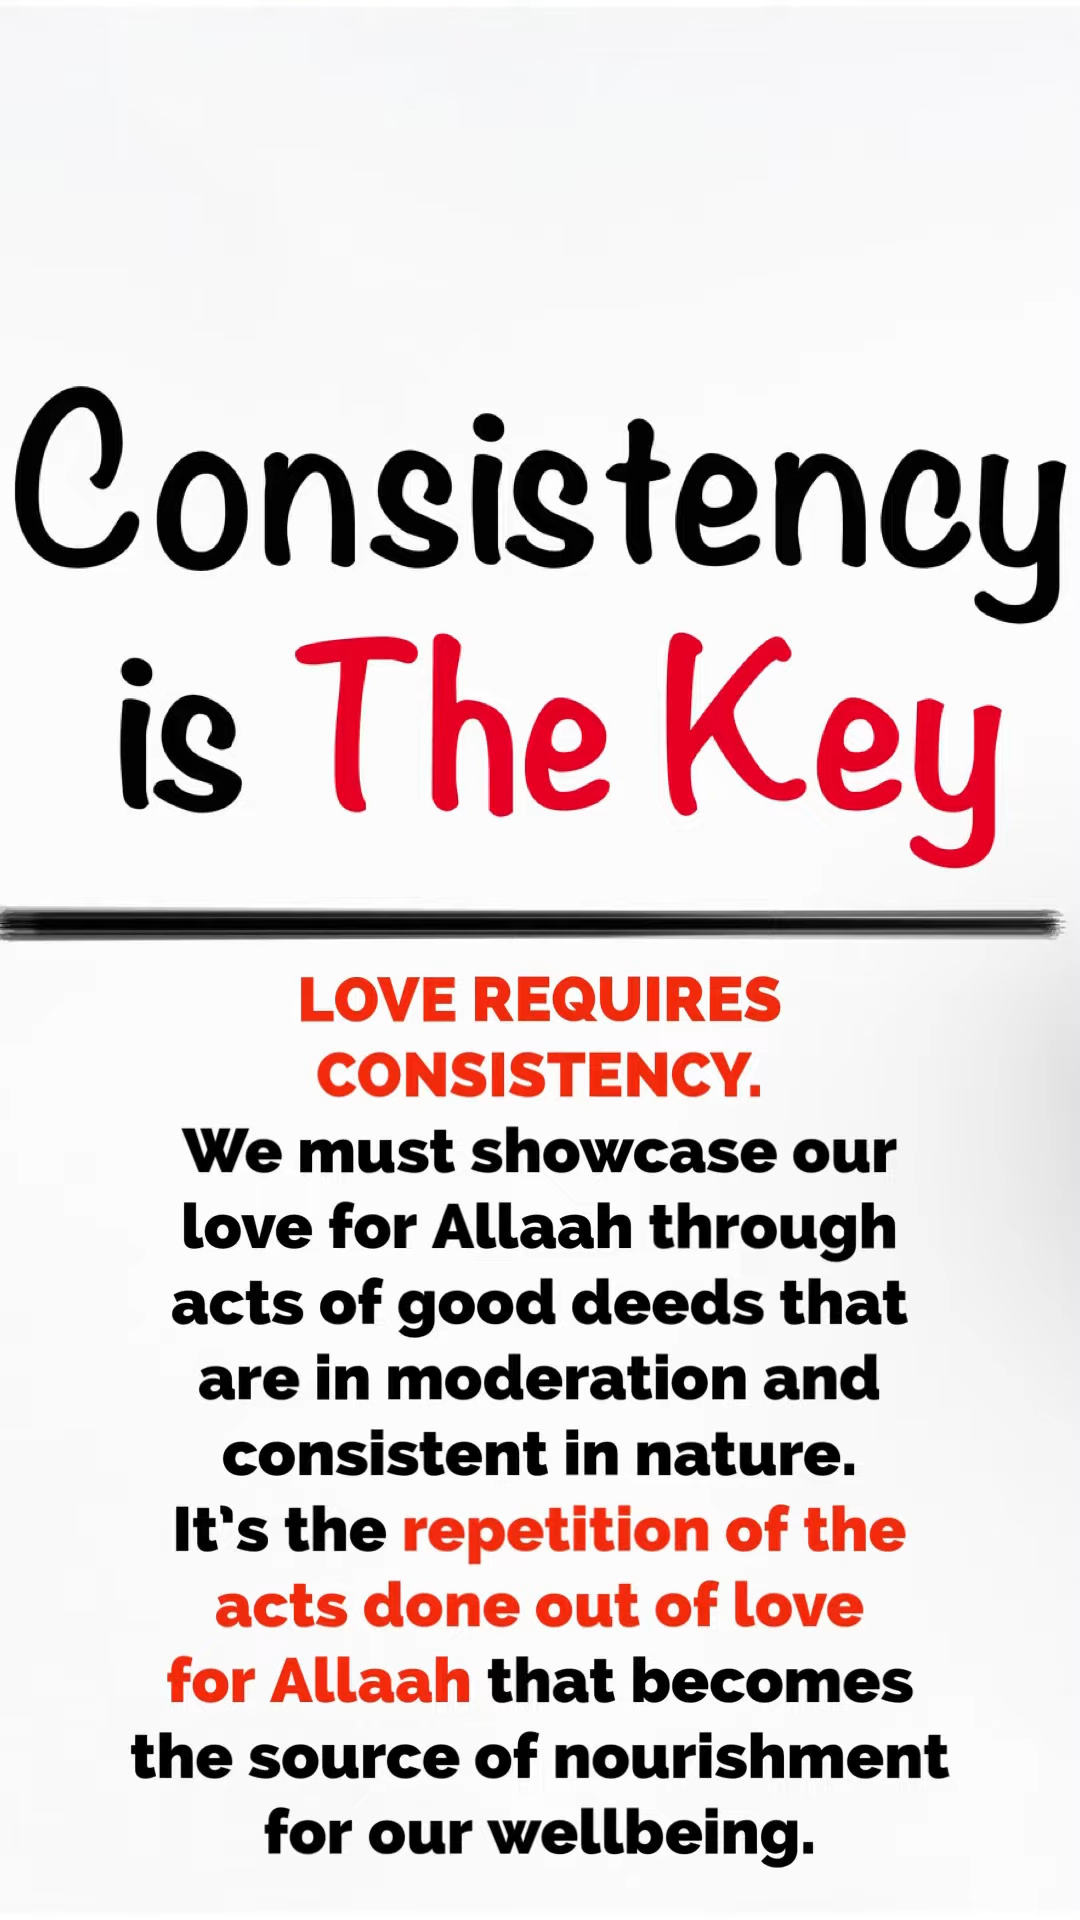 Consistency
is The Key
LOVE REQUIRES
CONSISTENCY.
We must showcase our
love for Allaah through
acts of good deeds that
are in moderation and
consistent in nature.
It’s the repetition of the
acts done out of love
for Allaah that becomes
the source of nourishment
for our wellbeing.